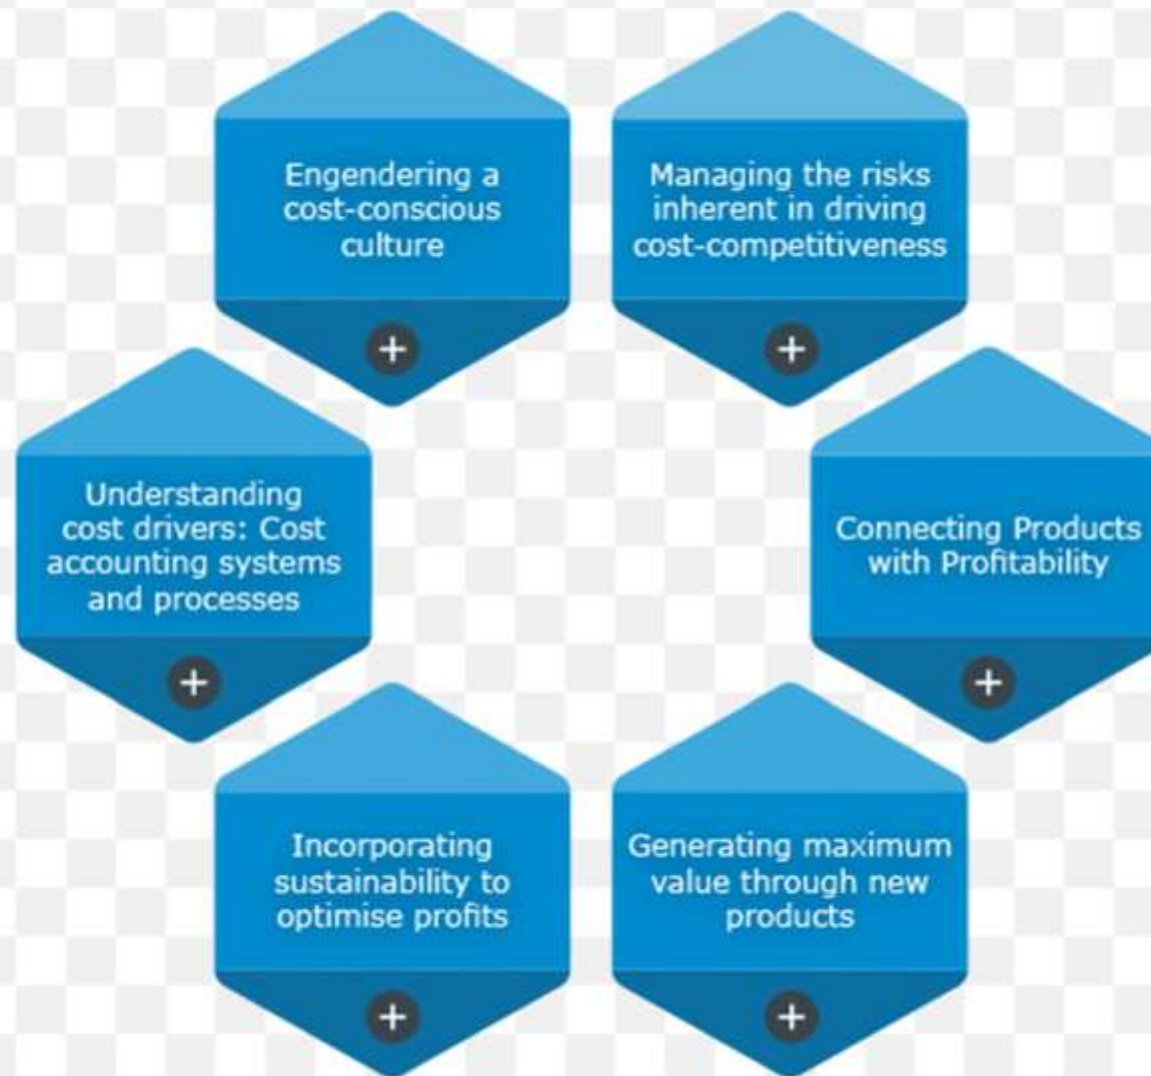 Engendering a
cost-conscious
culture
Managing the risks
inherent in driving
cost-competitiveness
Understanding
cost drivers: Cost
accounting systems
and processes
Connecting Products
with Profitability
Incorporating
sustainability to
optimise profits
Generating maximum
value through new
products